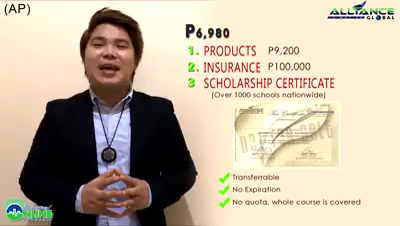 (AP)
ALLIANCE
GLOBAL
₱6,980
1. PRODUCTS ₱9,200
2. INSURANCE ₱100,000
3 SCHOLARSHIP CERTIFICATE
(Over 1000 schools nationwide)
Transferrable
No Expiration
No quota, whole course is covered
ONLINE